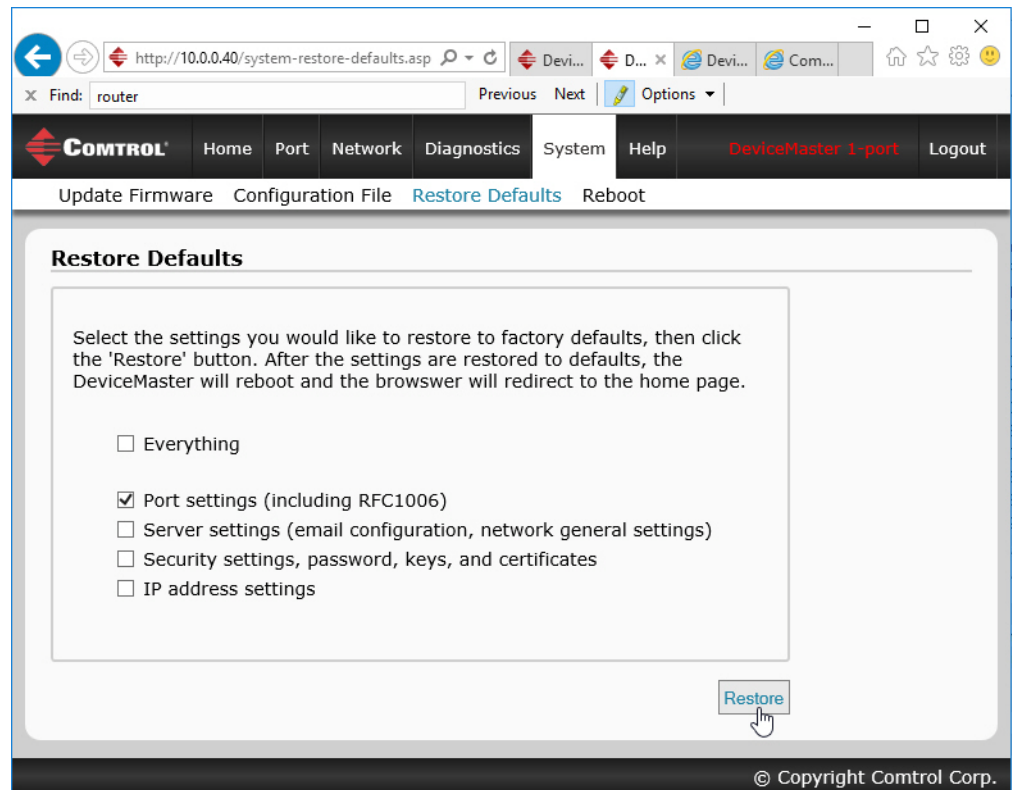 http://10.0.0.40/system-restore-defaults.asp
Devi...
D...
Devi...
Com...
x Find: router
Previous Next Options
COMTROL
Home Port Network Diagnostics System Help DeviceMaster 1-port Logout
Update Firmware Configuration File Restore Defaults Reboot
Restore Defaults
Select the settings you would like to restore to factory defaults, then click
the 'Restore' button. After the settings are restored to defaults, the
DeviceMaster will reboot and the browswer will redirect to the home page.
Everything
Port settings (including RFC1006)
Server settings (email configuration, network general settings)
Security settings, password, keys, and certificates
IP address settings
Restore
© Copyright Comtrol Corp.